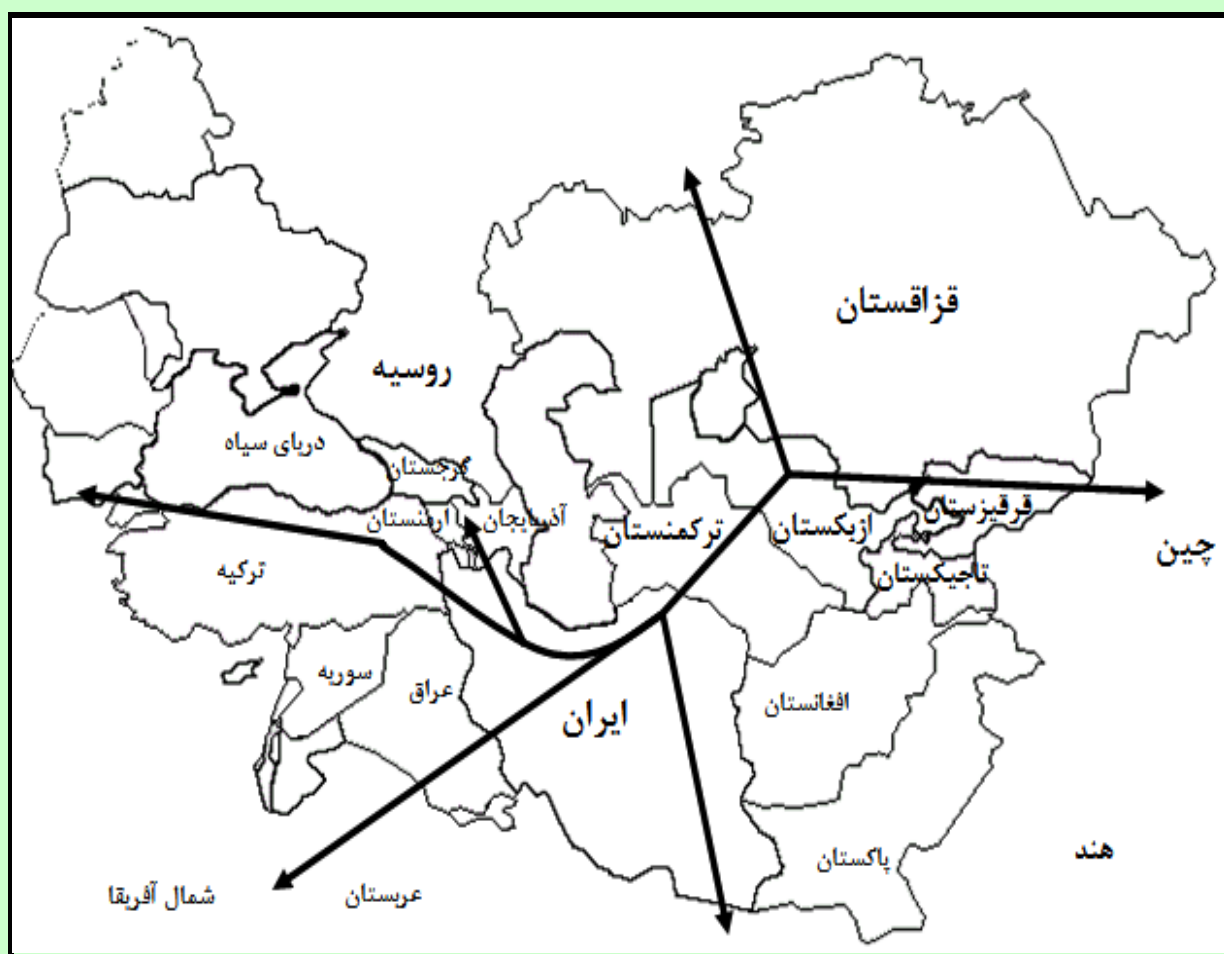 قزاقستان
روسیه
دریای سیاه
گرجستان
ارمنستان
آذربایجان
ترکمنستان
ازبکستان
قرقیزستان
چین
تاجیکستان
ترکیه
سوریه
عراق
ایران
افغانستان
هند
پاکستان
عربستان
شمال آفریقا